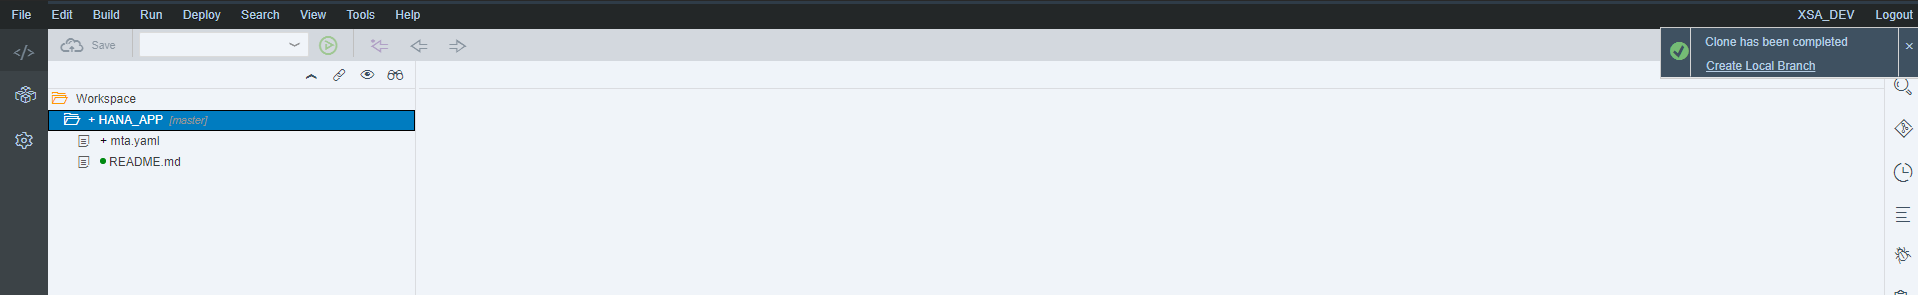 File Edit Build Run Deploy Search View Tools Help XSA_DEV Logout
</> Save
Clone has been completed ×
Create Local Branch
Workspace
+ HANA_APP [master]
+ mta.yaml
README.md